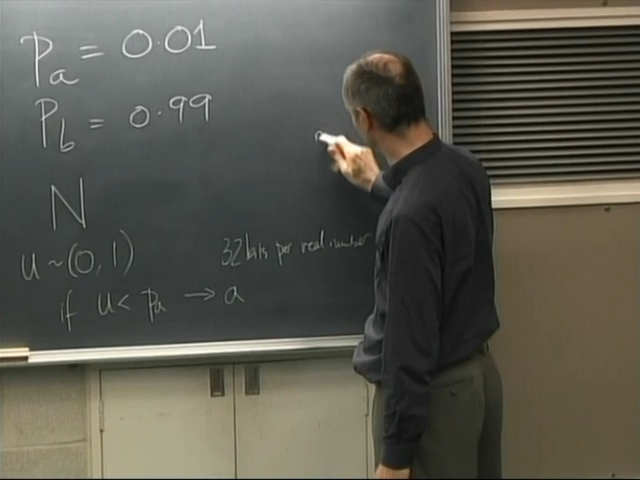 Pa = 0.01
Pb = 0.99
N
u ~ (0, 1)
32 bits per real number
if u < Pa → a